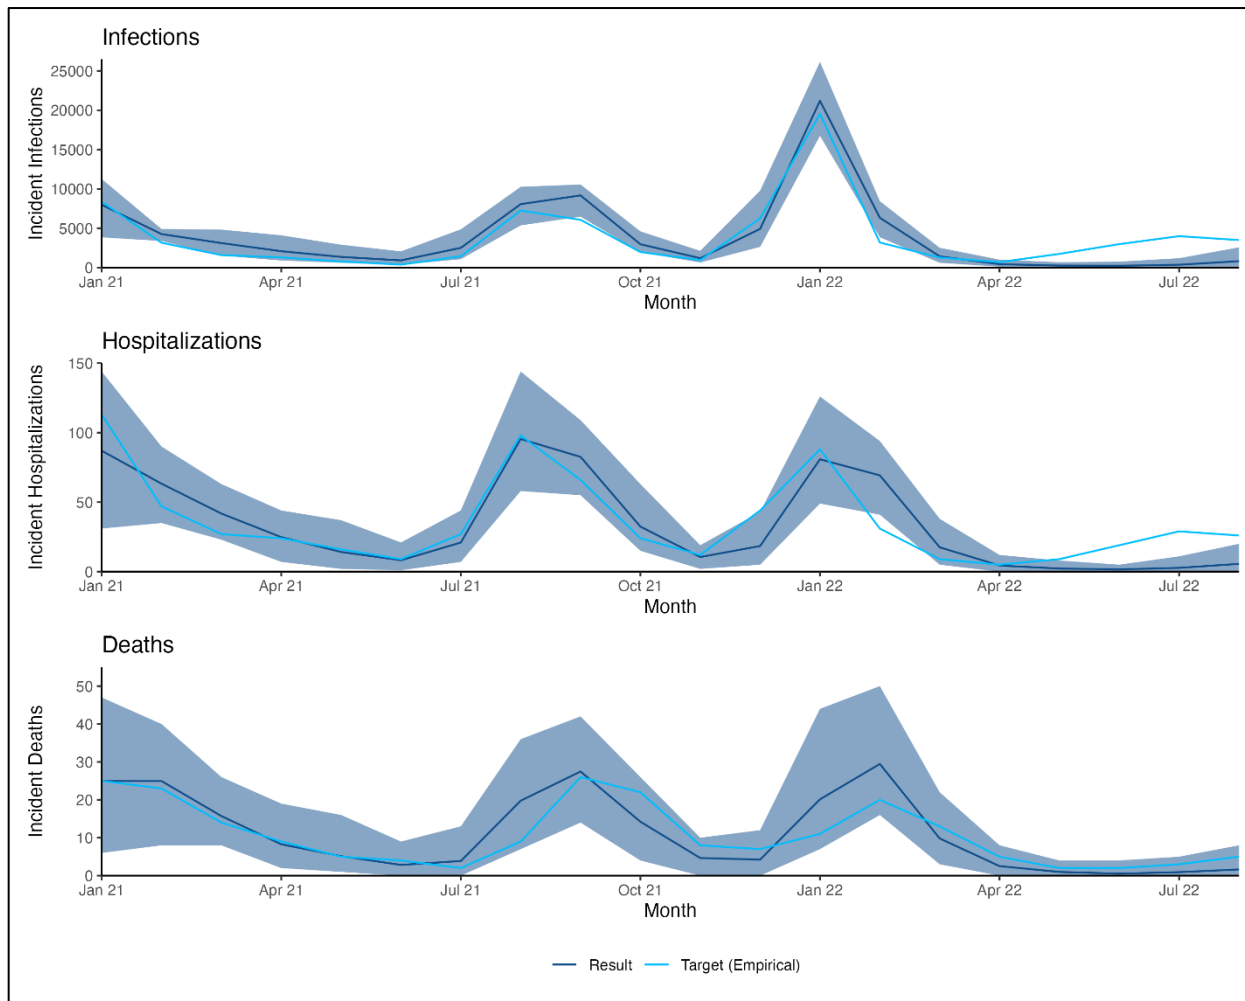 Infections
Incident Infections
25000
20000
15000
10000
5000
0
Jan 21 Apr 21 Jul 21 Oct 21 Jan 22 Apr 22 Jul 22
Month
Hospitalizations
Incident Hospitalizations
150
100
50
0
Jan 21 Apr 21 Jul 21 Oct 21 Jan 22 Apr 22 Jul 22
Month
Deaths
Incident Deaths
50
40
30
20
10
0
Jan 21 Apr 21 Jul 21 Oct 21 Jan 22 Apr 22 Jul 22
Month
Result Target (Empirical)